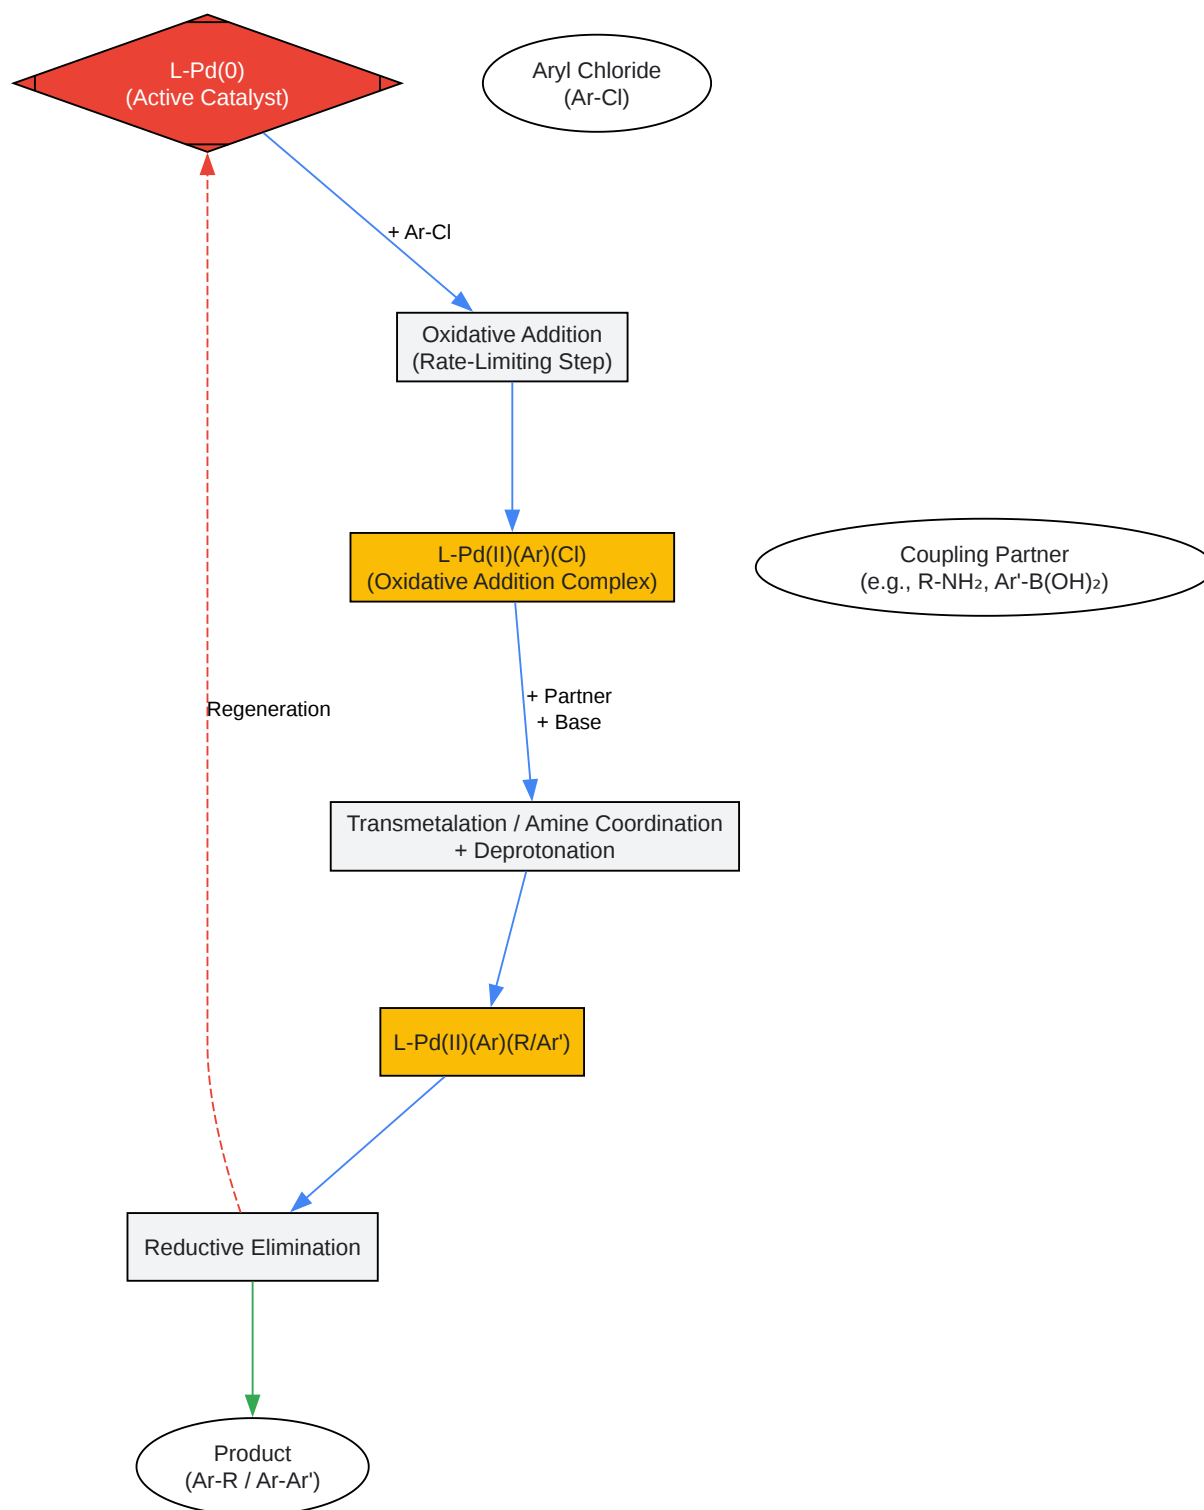 L-Pd(0)
(Active Catalyst)
Aryl Chloride
(Ar-Cl)
+ Ar-Cl
Oxidative Addition
(Rate-Limiting Step)
L-Pd(II)(Ar)(Cl)
(Oxidative Addition Complex)
Coupling Partner
(e.g., R-NH₂, Ar'-B(OH)₂)
+ Partner
+ Base
Regeneration
Transmetalation / Amine Coordination
+ Deprotonation
L-Pd(II)(Ar)(R/Ar')
Reductive Elimination
Product
(Ar-R / Ar-Ar')